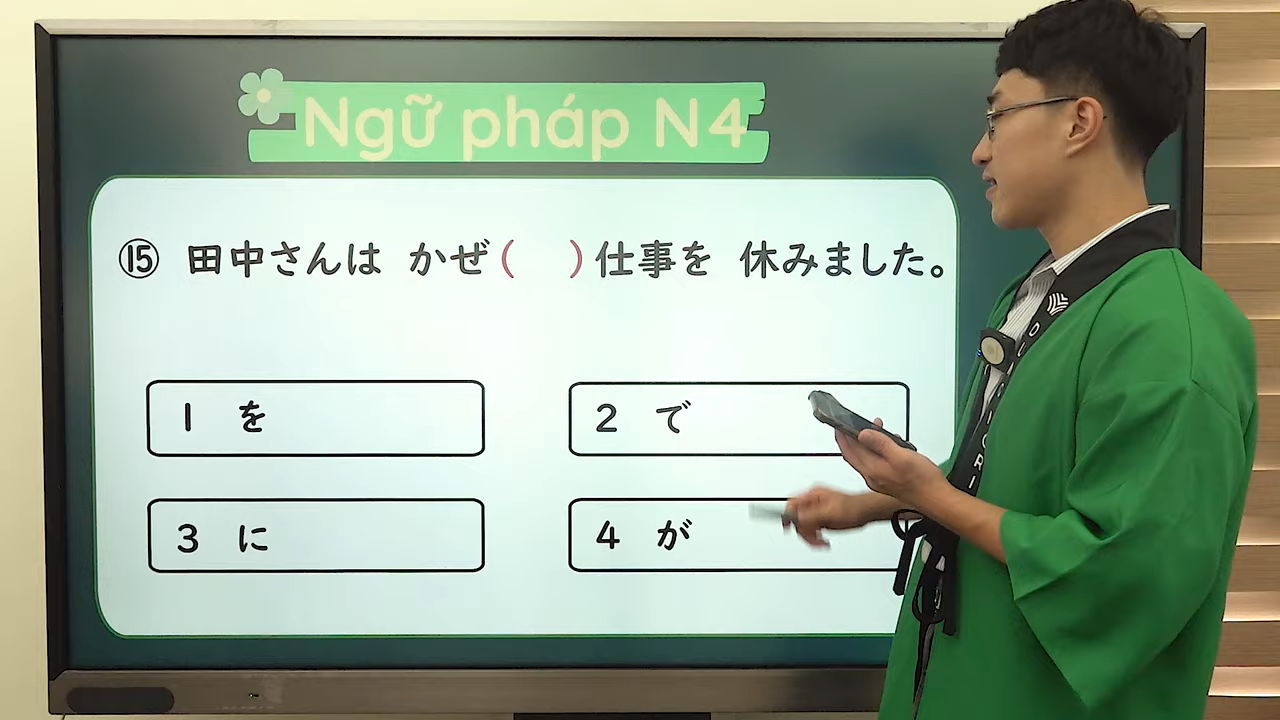 Ngữ pháp N4
⑮ 田中さんは かぜ( )仕事を 休みました。
1 を
2 で
3 に
4 が